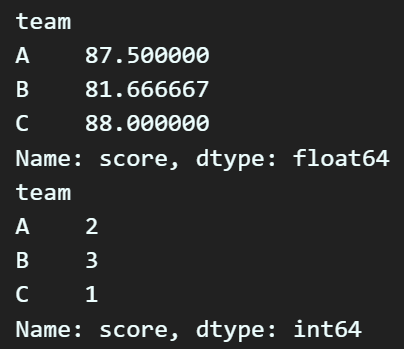 team
A    87.500000
B    81.666667
C    88.000000
Name: score, dtype: float64
team
A    2
B    3
C    1
Name: score, dtype: int64